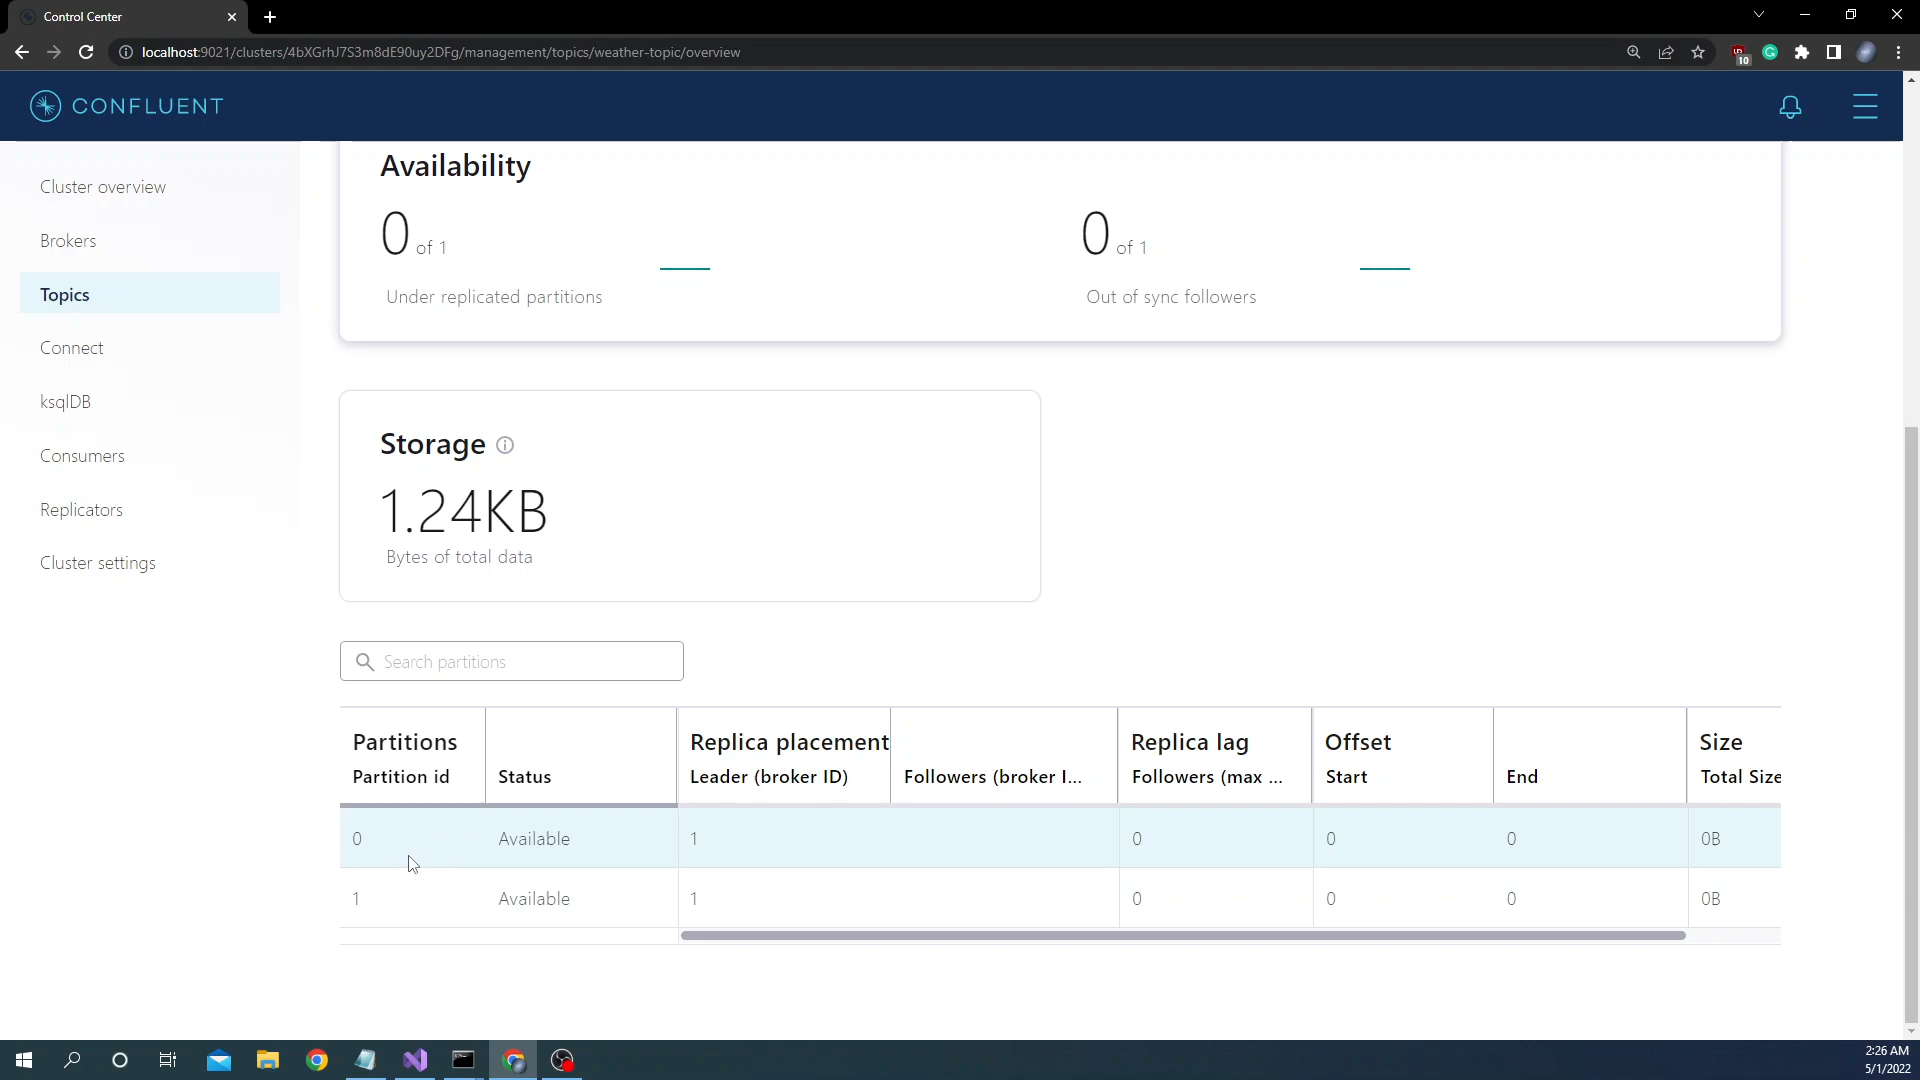 Control Center
localhost:9021/clusters/4bXGrhJ7S3m8dE90uy2DFg/management/topics/weather-topic/overview
10
CONFLUENT
Cluster overview
Brokers
Topics
Connect
ksqlDB
Consumers
Replicators
Cluster settings
Availability
0 of 1
Under replicated partitions
0 of 1
Out of sync followers
Storage
1.24KB
Bytes of total data
Search partitions
Partitions Replica placement Replica lag Offset Size
Partition id Status Leader (broker ID) Followers (broker I... Followers (max ... Start End Total Size
0 Available 1 0 0 0 0B
1 Available 1 0 0 0 0B
2:26 AM
5/1/2022